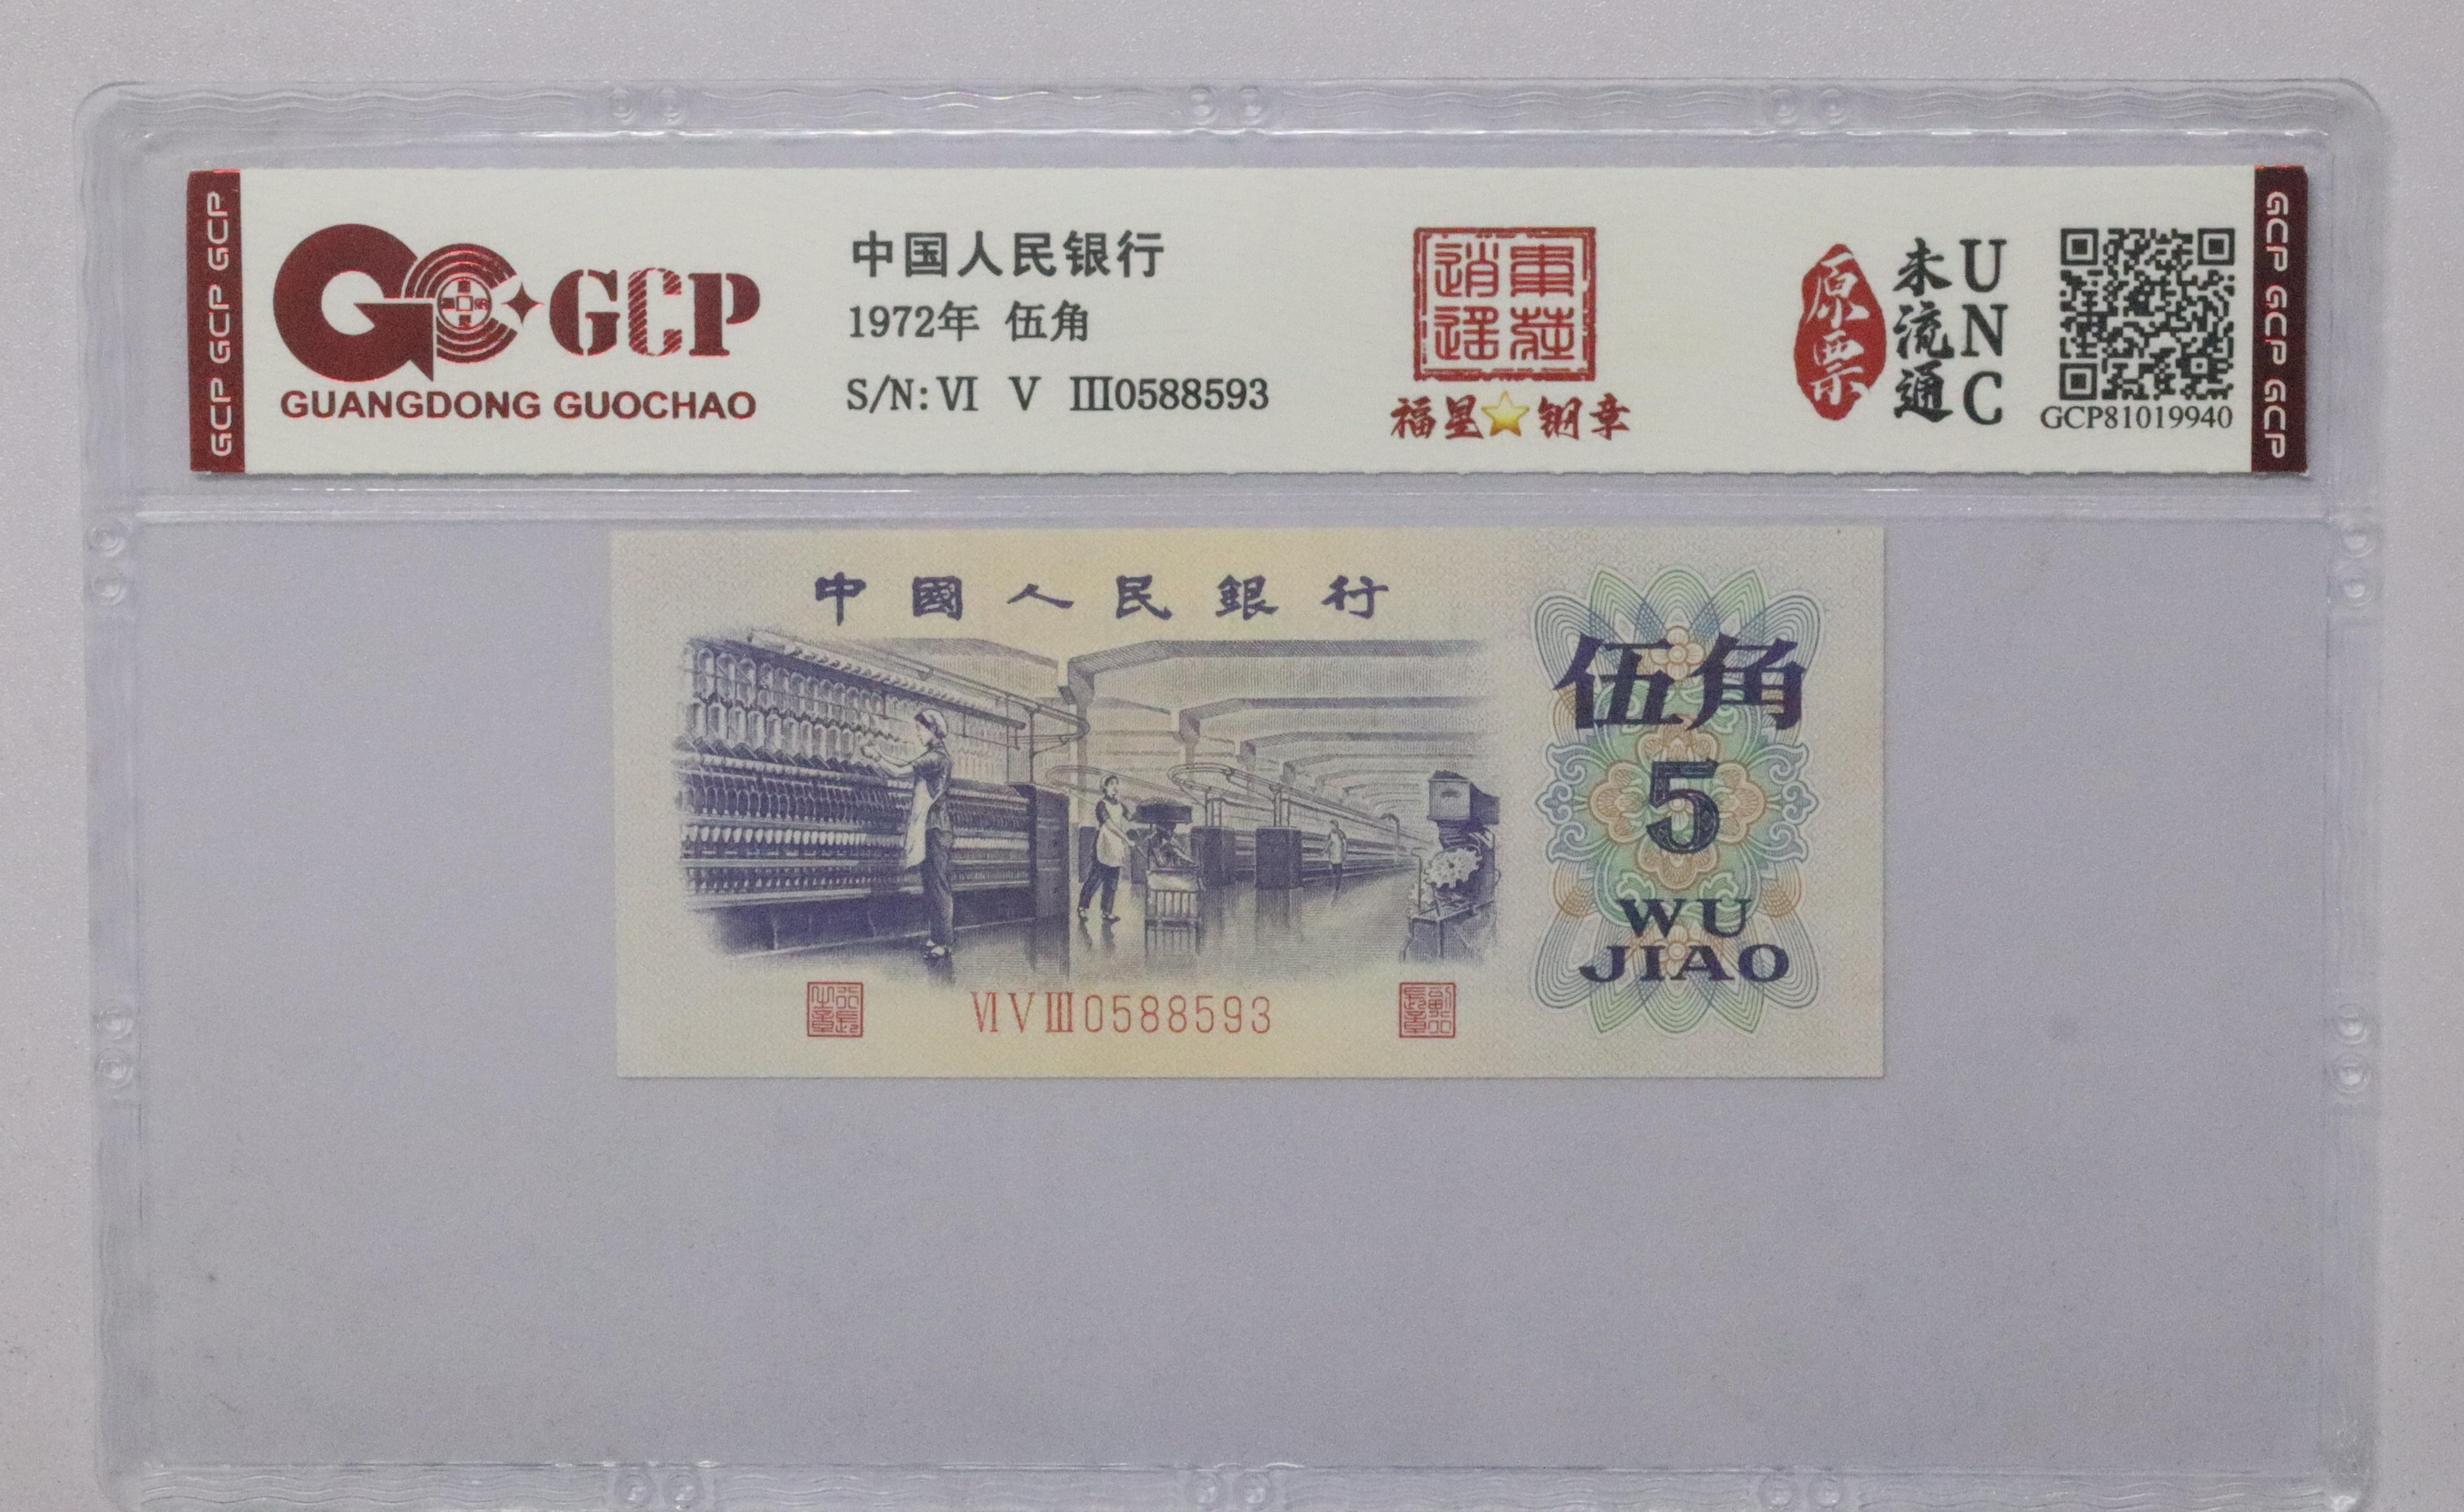 GCP GCP GCP
GCP
GUANGDONG GUOCHAO
中国人民银行
1972年 伍角
S/N: Ⅵ Ⅴ Ⅲ0588593
福星⭐钢章
原票
未流通
UNC
GCP81019940
GCP GCP GCP
中國人民銀行
伍角
5
WU
JIAO
ⅥⅤⅢ0588593